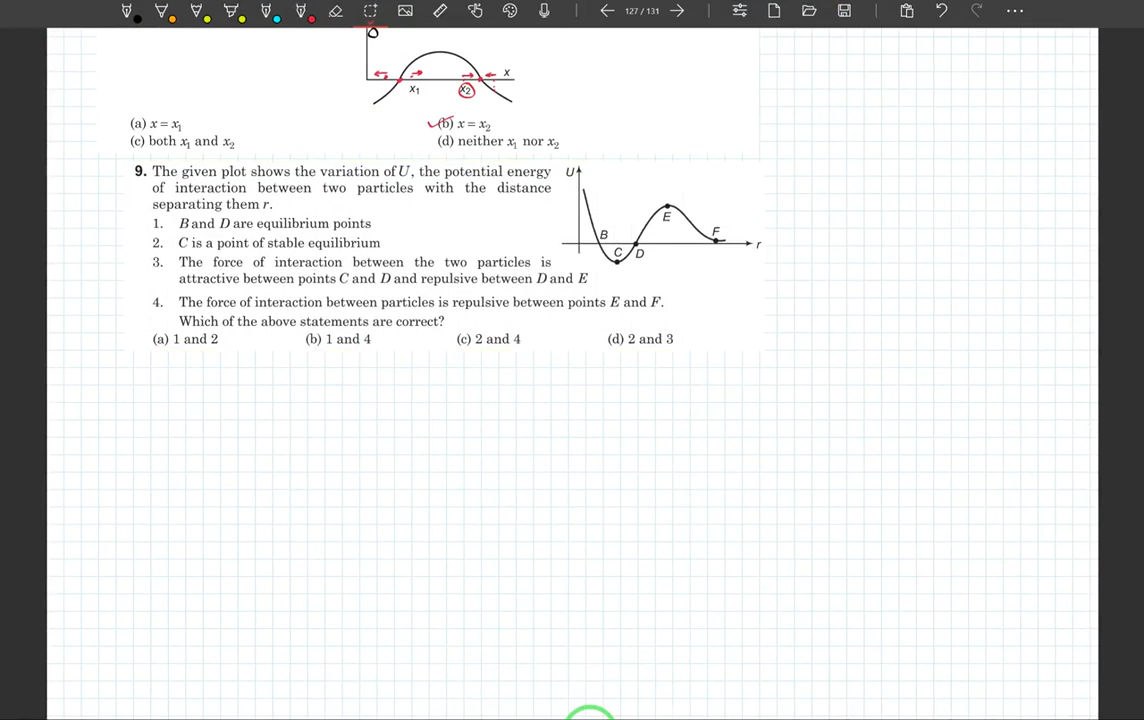 127 / 131
O
x
x1 x2
(a) x = x1 (b) x = x2
(c) both x1 and x2 (d) neither x1 nor x2
9. The given plot shows the variation of U, the potential energy
of interaction between two particles with the distance
separating them r.
1. B and D are equilibrium points
2. C is a point of stable equilibrium
3. The force of interaction between the two particles is
attractive between points C and D and repulsive between D and E
4. The force of interaction between particles is repulsive between points E and F.
Which of the above statements are correct?
(a) 1 and 2 (b) 1 and 4 (c) 2 and 4 (d) 2 and 3
U
E
B F
r
C D